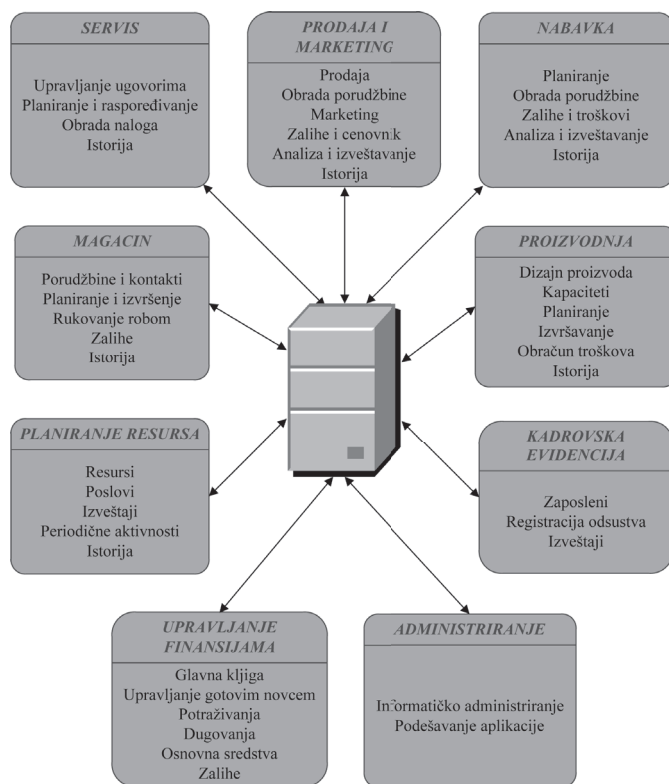 SERVIS
Upravljanje ugovorima
Planiranje i raspoređivanje
Obrada naloga
Istorija
PRODAJA I
MARKETING
Prodaja
Obrada porudžbine
Marketing
Zalihe i cenovnik
Analiza i izveštavanje
Istorija
NABAVKA
Planiranje
Obrada porudžbine
Zalihe i troškovi
Analiza i izveštavanje
Istorija
MAGACIN
Porudžbine i kontakti
Planiranje i izvršenje
Rukovanje robom
Zalihe
Istorija
PROIZVODNJA
Dizajn proizvoda
Kapaciteti
Planiranje
Izvršavanje
Obračun troškova
Istorija
PLANIRANJE RESURSA
Resursi
Poslovi
Izveštaji
Periodične aktivnosti
Istorija
KADROVSKA
EVIDENCIJA
Zaposleni
Registracija odsustva
Izveštaji
UPRAVLJANJE
FINANSIJAMA
Glavna kljiga
Upravljanje gotovim novcem
Potraživanja
Dugovanja
Osnovna sredstva
Zalihe
ADMINISTRIRANJE
Informatičko administriranje
Podešavanje aplikacije